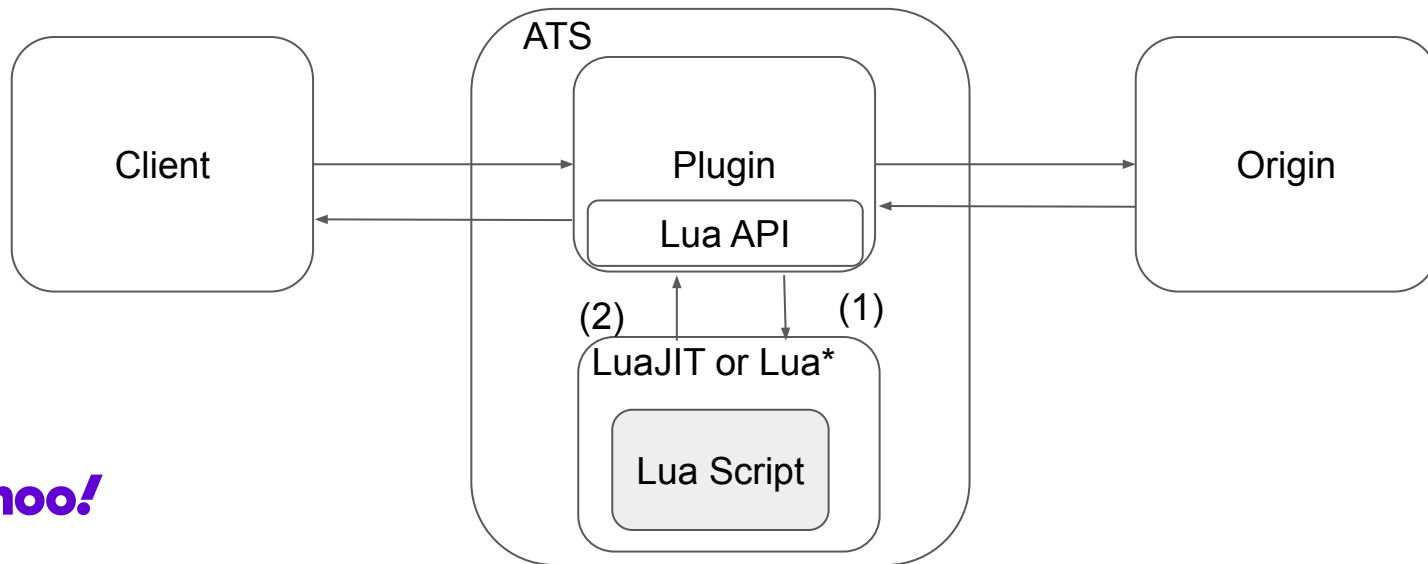 ATS
Client
Plugin
Origin
Lua API
(2)
(1)
LuaJIT or Lua*
Lua Script